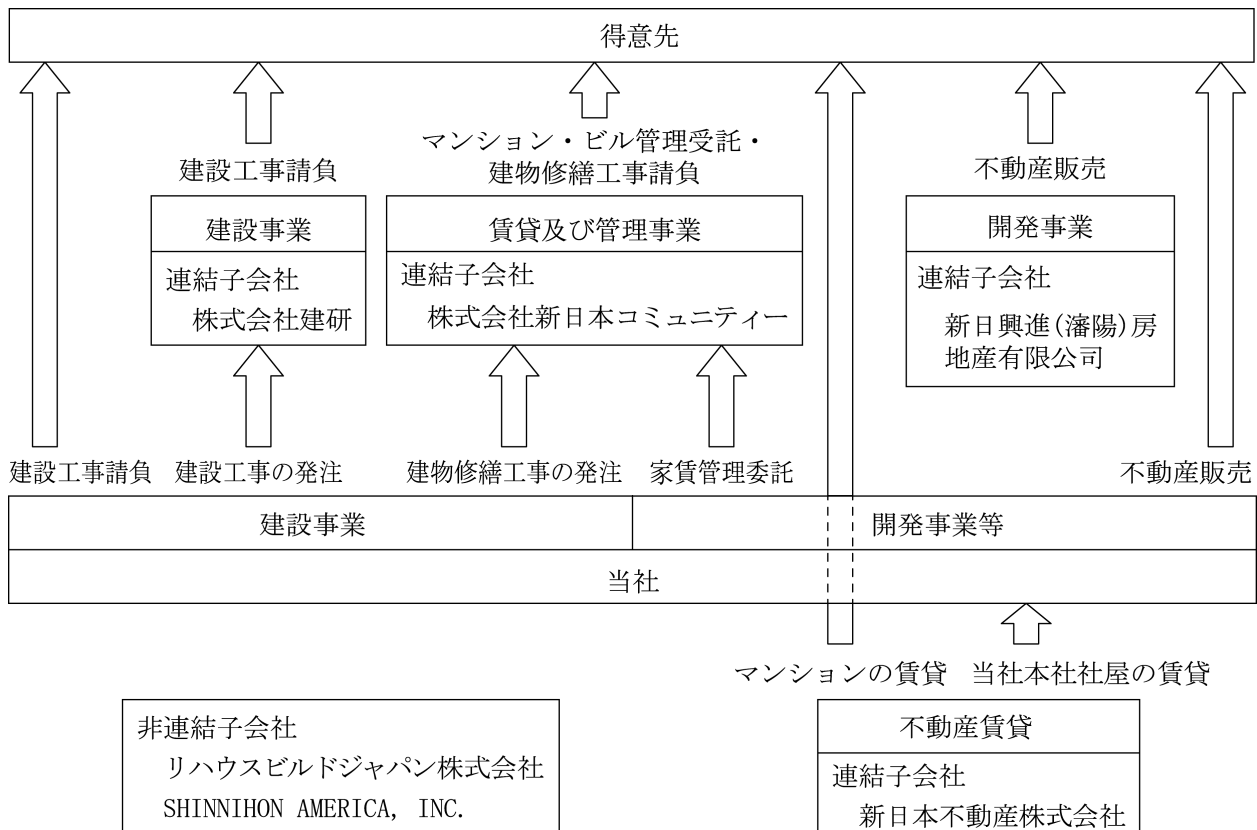 得意先
マンション・ビル管理受託・
建物修繕工事請負
建設工事請負
不動産販売
建設事業
連結子会社
株式会社建研
賃貸及び管理事業
連結子会社
株式会社新日本コミュニティー
開発事業
連結子会社
新日興進(瀋陽)房
地産有限公司
建設工事請負
建設工事の発注
建物修繕工事の発注
家賃管理委託
不動産販売
建設事業
開発事業等
当社
マンションの賃貸
当社本社社屋の賃貸
非連結子会社
リハウスビルドジャパン株式会社
SHINNIHON AMERICA, INC.
不動産賃貸
連結子会社
新日本不動産株式会社